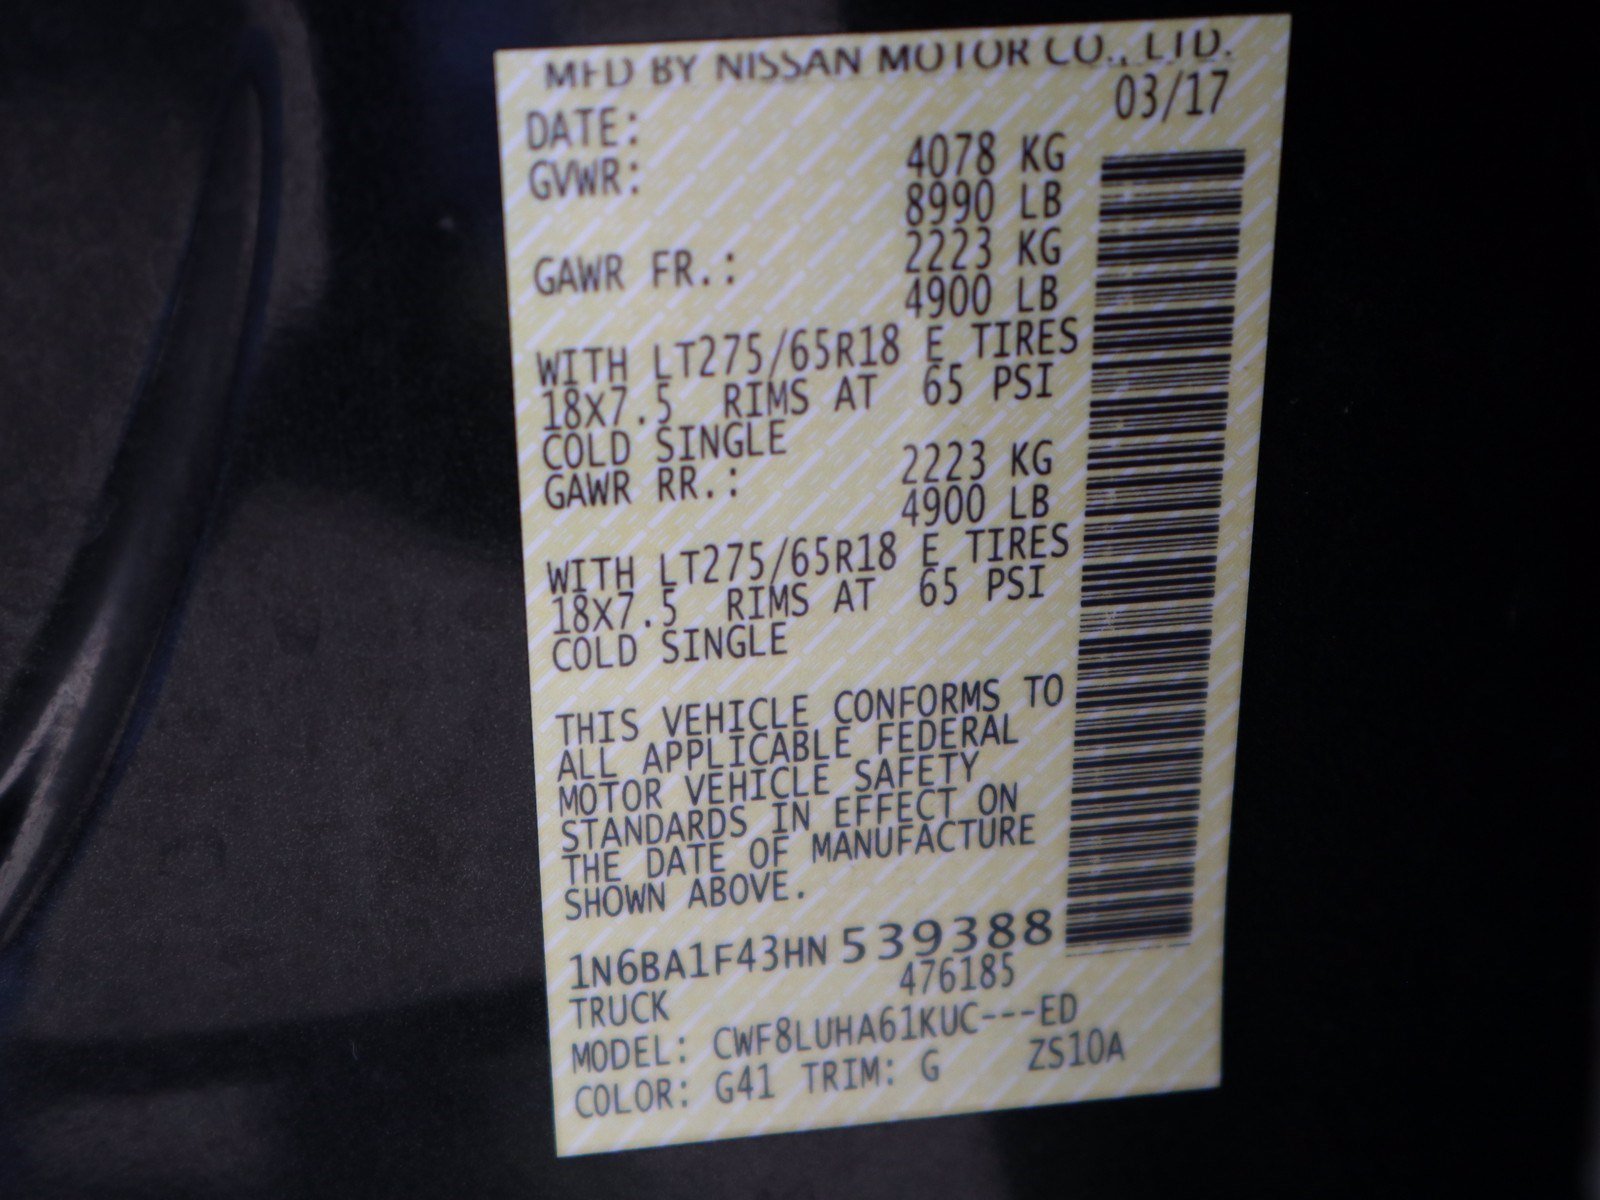 MFD BY NISSAN MOTOR CO., LTD.
DATE: 03/17
GVWR: 4078 KG
8990 LB
GAWR FR.: 2223 KG
4900 LB
WITH LT275/65R18 E TIRES
18X7.5 RIMS AT 65 PSI
COLD SINGLE
GAWR RR.: 2223 KG
4900 LB
WITH LT275/65R18 E TIRES
18X7.5 RIMS AT 65 PSI
COLD SINGLE
THIS VEHICLE CONFORMS TO
ALL APPLICABLE FEDERAL
MOTOR VEHICLE SAFETY
STANDARDS IN EFFECT ON
THE DATE OF MANUFACTURE
SHOWN ABOVE.
1N6BA1F43HN539388
TRUCK 476185
MODEL: CWF8LUHA61KUC---ED
COLOR: G41 TRIM: G ZS10A